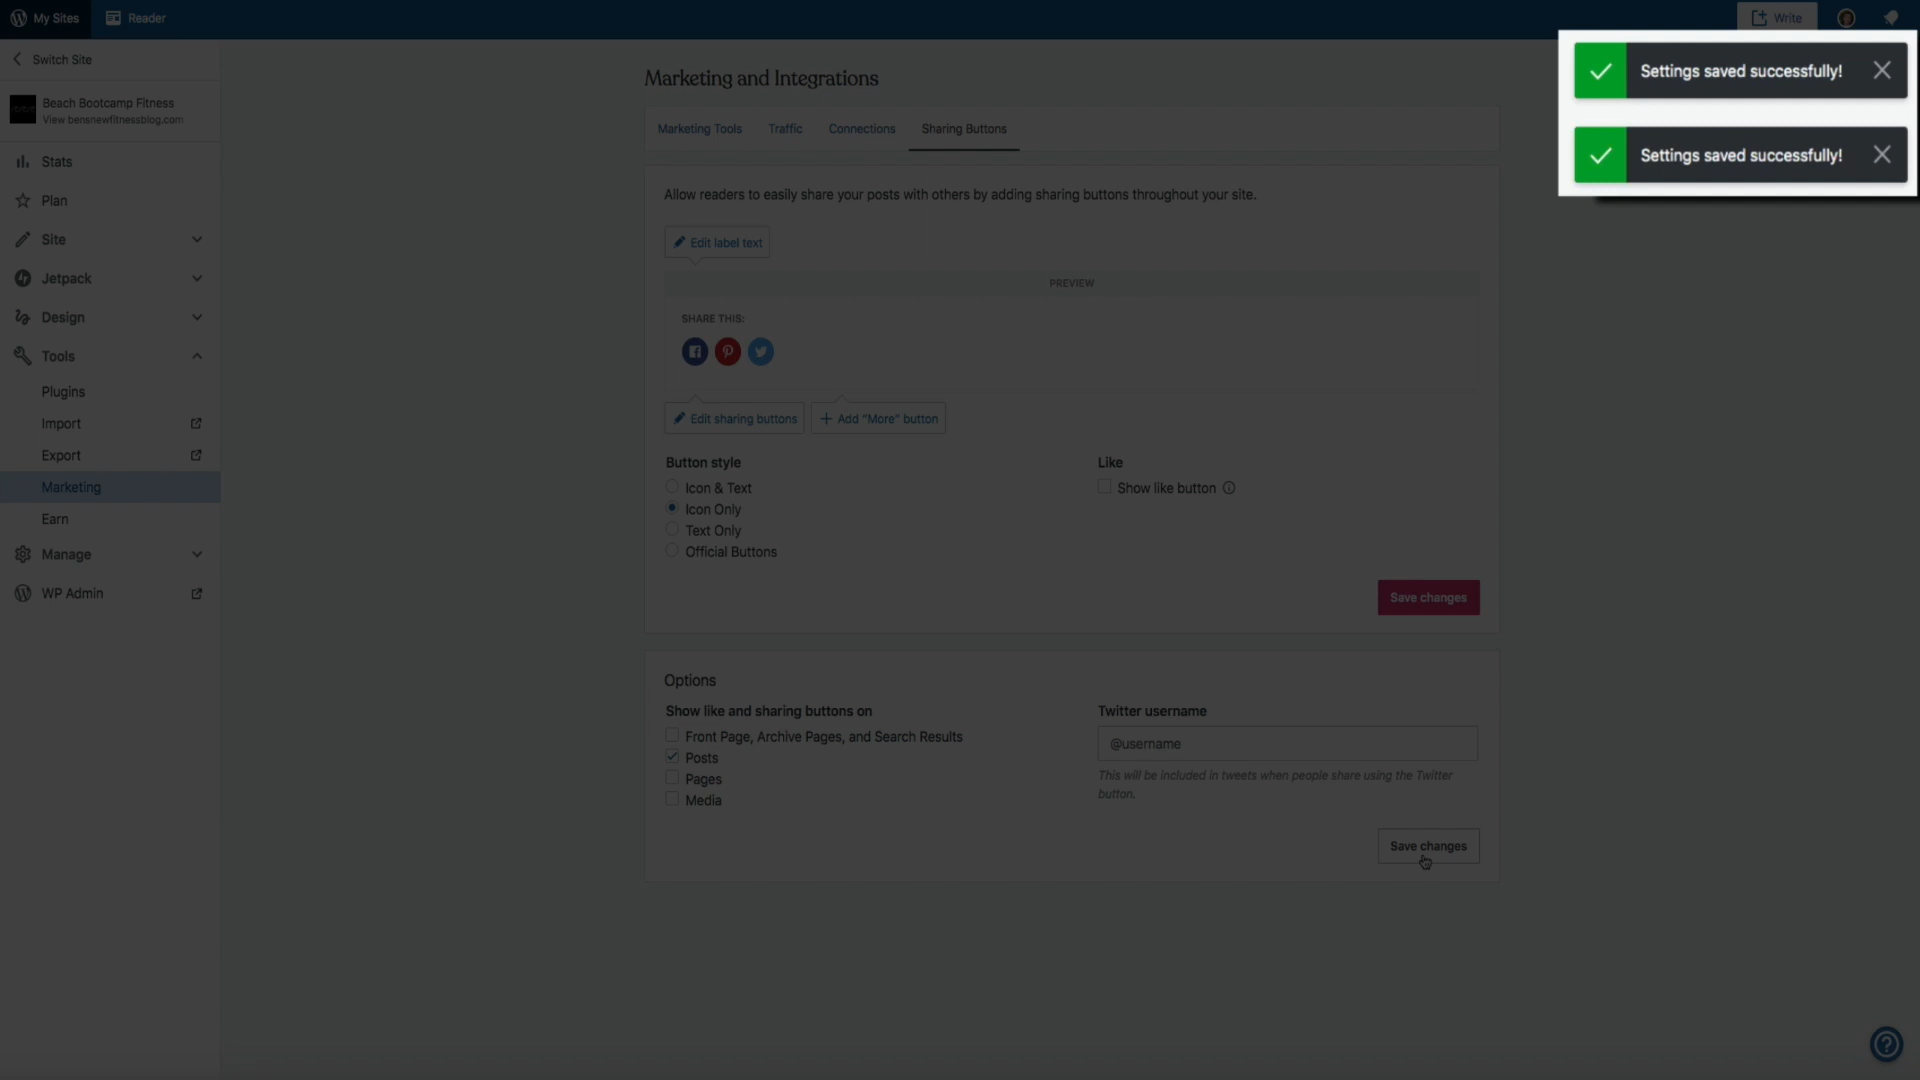 My Sites
Reader
Write
Switch Site
Beach Bootcamp Fitness
View bensnewfitnessblog.com
Stats
Plan
Site
Jetpack
Design
Tools
Plugins
Import
Export
Marketing
Earn
Manage
WP Admin
Marketing and Integrations
Marketing Tools
Traffic
Connections
Sharing Buttons
Allow readers to easily share your posts with others by adding sharing buttons throughout your site.
Edit label text
PREVIEW
SHARE THIS:
Edit sharing buttons
Add "More" button
Button style
Icon & Text
Icon Only
Text Only
Official Buttons
Like
Show like button
Save changes
Options
Show like and sharing buttons on
Front Page, Archive Pages, and Search Results
Posts
Pages
Media
Twitter username
@username
This will be included in tweets when people share using the Twitter
button.
Save changes
Settings saved successfully!
Settings saved successfully!